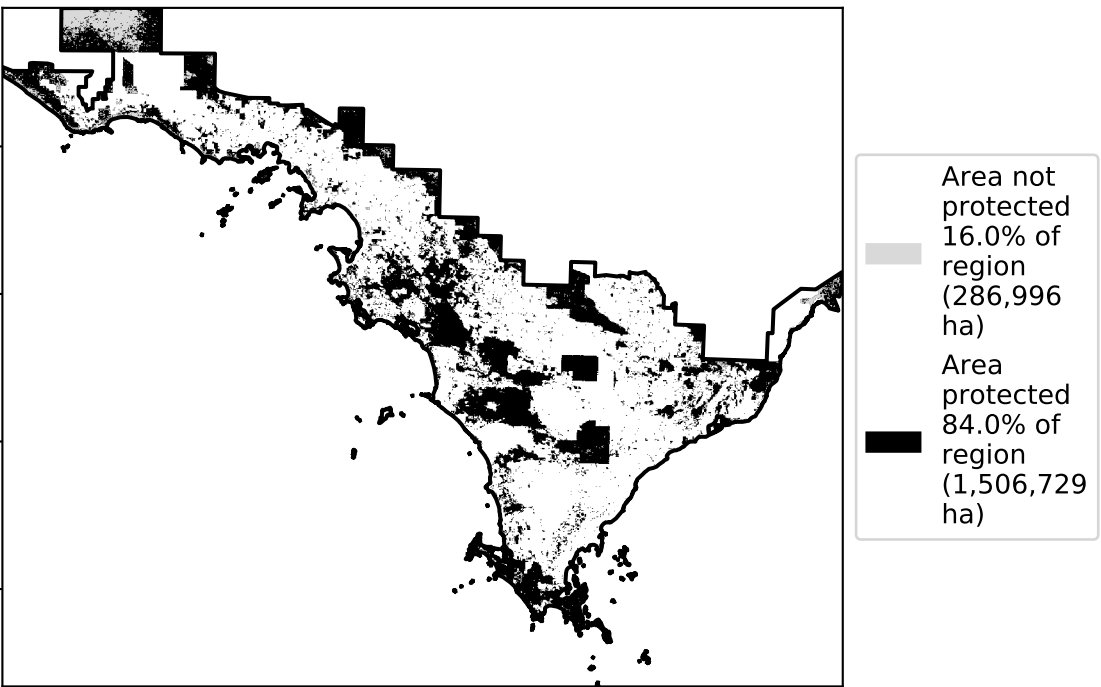 Area not
protected
16.0% of
region
(286,996
ha)
Area
protected
84.0% of
region
(1,506,729
ha)